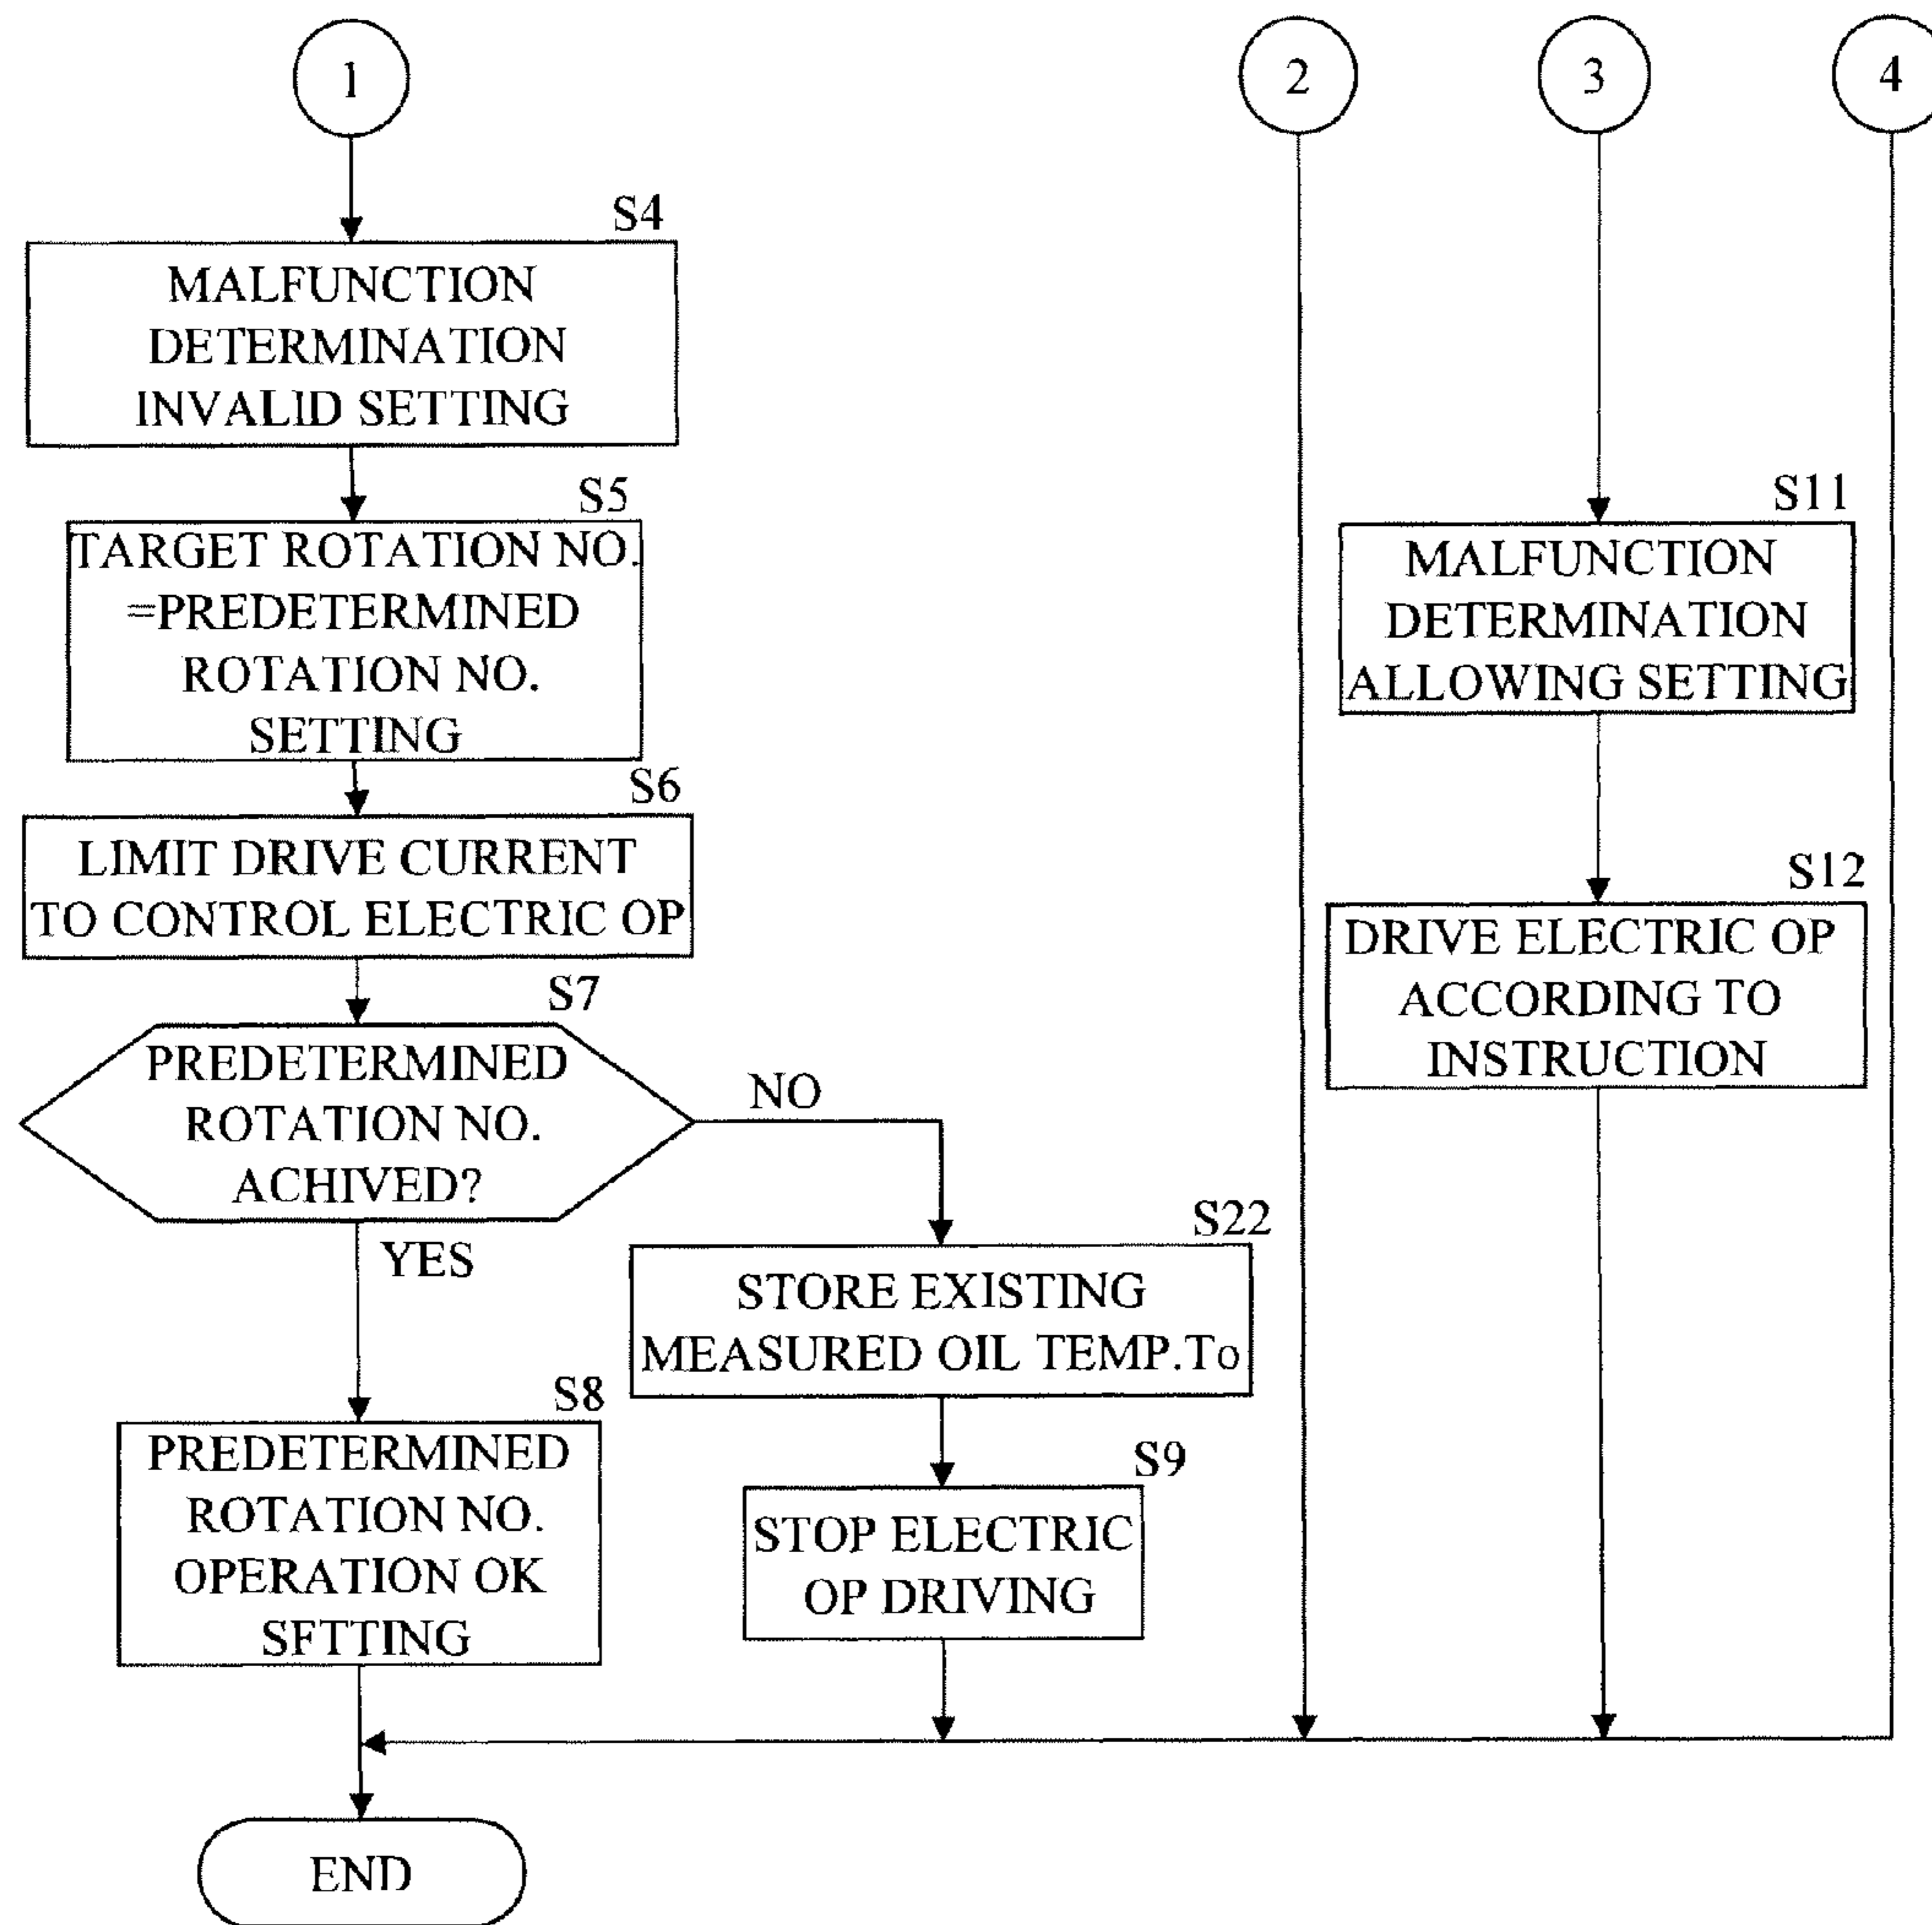 1
2
3
4
S4
MALFUNCTION
DETERMINATION
INVALID SETTING
S5
TARGET ROTATION NO.
=PREDETERMINED
ROTATION NO.
SETTING
S11
MALFUNCTION
DETERMINATION
ALLOWING SETTING
S6
LIMIT DRIVE CURRENT
TO CONTROL ELECTRIC OP
S12
DRIVE ELECTRIC OP
ACCORDING TO
INSTRUCTION
S7
PREDETERMINED
ROTATION NO.
ACHIVED?
NO
YES
S22
STORE EXISTING
MEASURED OIL TEMP.To
S8
PREDETERMINED
ROTATION NO.
OPERATION OK
SFTTING
S9
STOP ELECTRIC
OP DRIVING
END